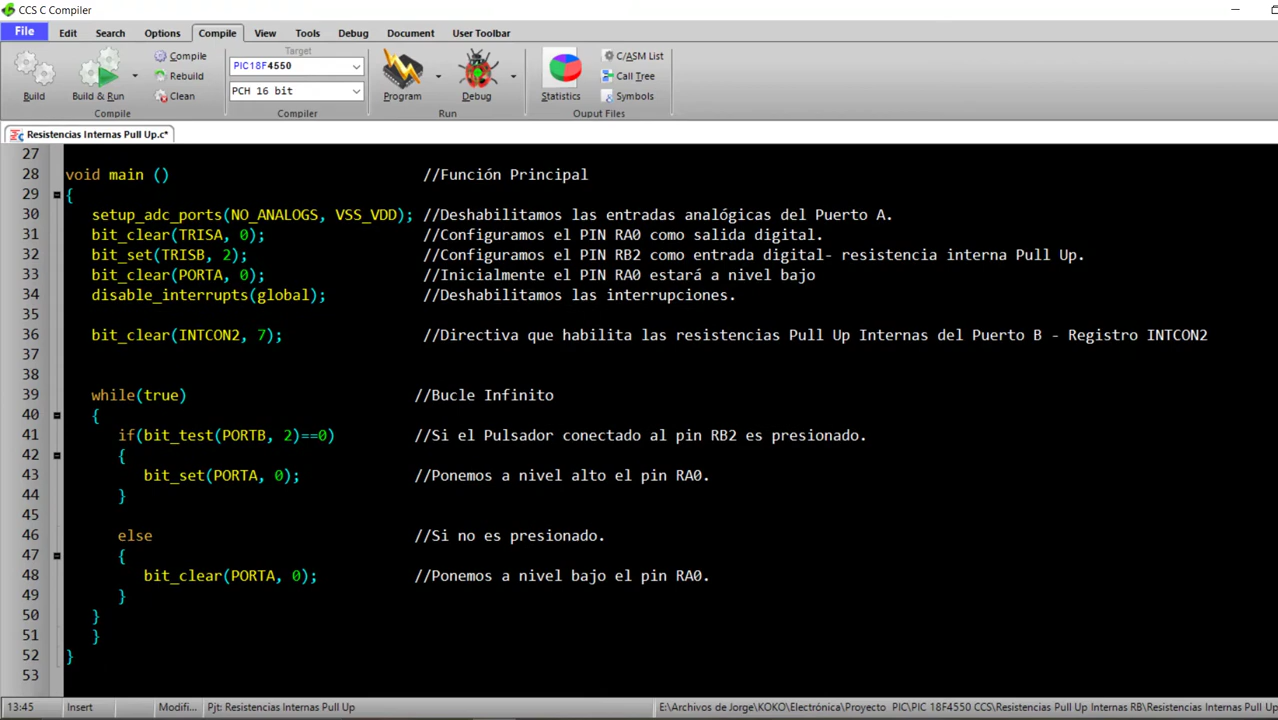 CCS C Compiler
File Edit Search Options Compile View Tools Debug Document User Toolbar
Build
Build & Run
Compile
Rebuild
Clean
Compile
Target
PIC18F4550
PCH 16 bit
Compiler
Program
Debug
Run
Statistics
C/ASM List
Call Tree
Symbols
Ouput Files
Resistencias Internas Pull Up.c*
27
28 void main () //Función Principal
29 {
30 setup_adc_ports(NO_ANALOGS, VSS_VDD); //Deshabilitamos las entradas analógicas del Puerto A.
31 bit_clear(TRISA, 0); //Configuramos el PIN RA0 como salida digital.
32 bit_set(TRISB, 2); //Configuramos el PIN RB2 como entrada digital- resistencia interna Pull Up.
33 bit_clear(PORTA, 0); //Inicialmente el PIN RA0 estará a nivel bajo
34 disable_interrupts(global); //Deshabilitamos las interrupciones.
35
36 bit_clear(INTCON2, 7); //Directiva que habilita las resistencias Pull Up Internas del Puerto B - Registro INTCON2
37
38
39 while(true) //Bucle Infinito
40 {
41 if(bit_test(PORTB, 2)==0) //Si el Pulsador conectado al pin RB2 es presionado.
42 {
43 bit_set(PORTA, 0); //Ponemos a nivel alto el pin RA0.
44 }
45
46 else //Si no es presionado.
47 {
48 bit_clear(PORTA, 0); //Ponemos a nivel bajo el pin RA0.
49 }
50 }
51 }
52 }
53
13:45 Insert Modifi... Pjt: Resistencias Internas Pull Up E:\Archivos de Jorge\KOKO\Electrónica\Proyecto PIC\PIC 18F4550 CCS\Resistencias Pull Up Internas RB\Resistencias Internas Pull Up